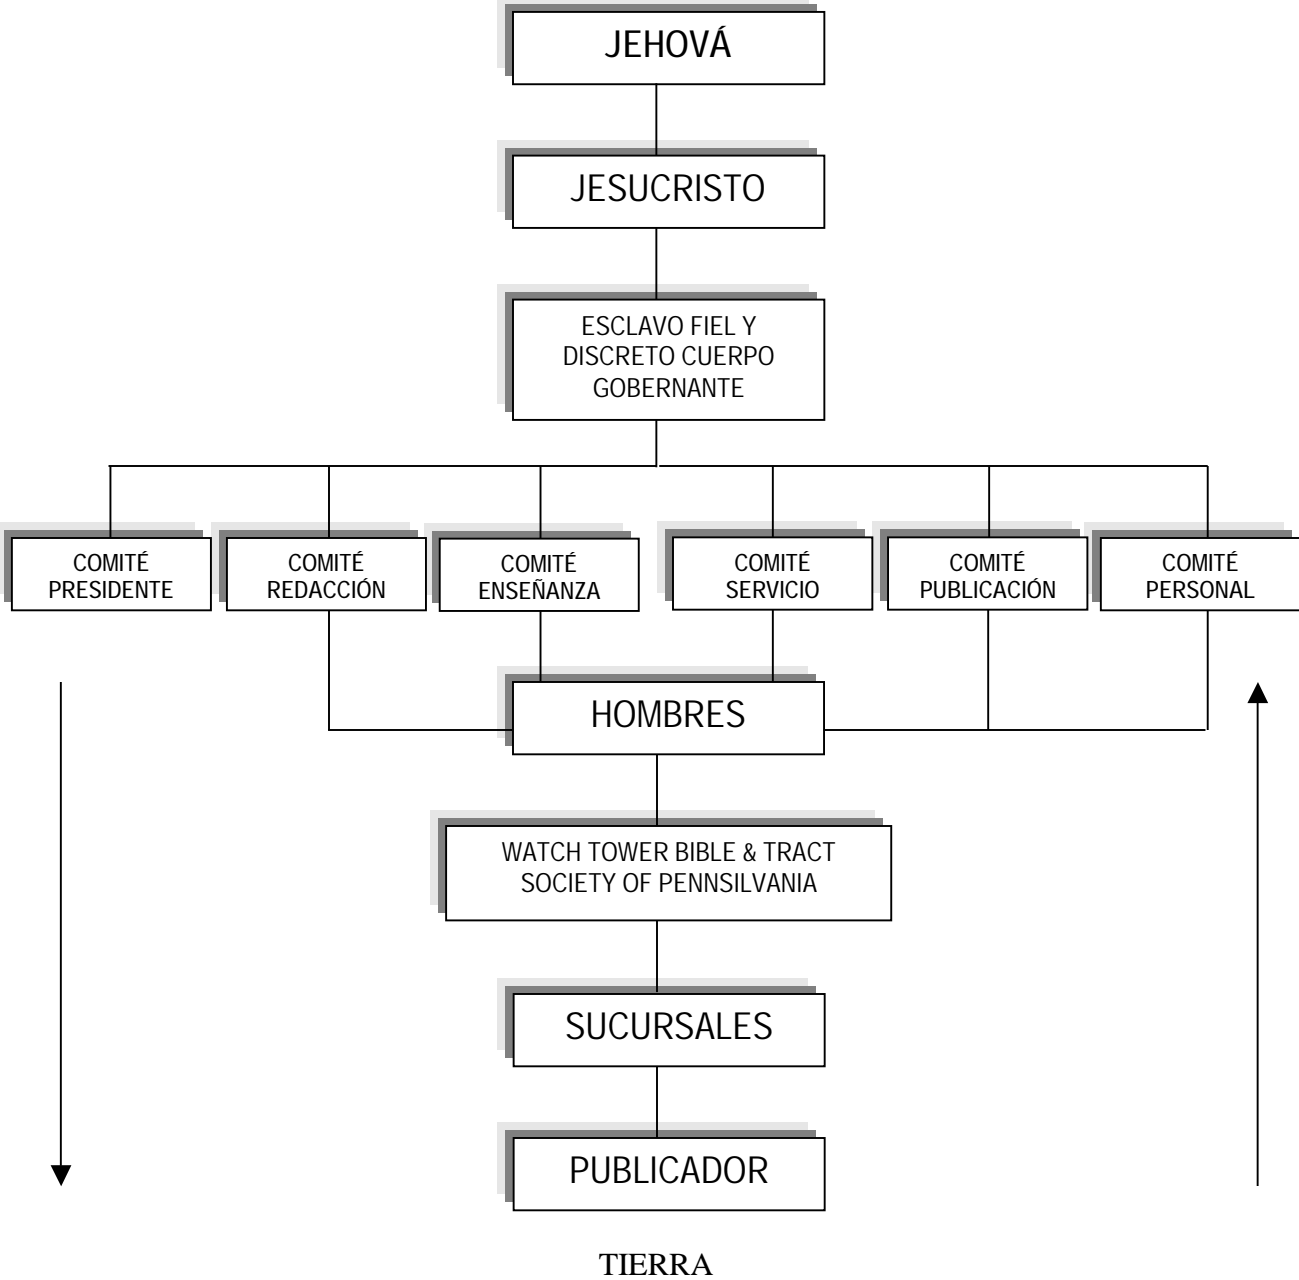 JEHOVÁ
JESUCRISTO
ESCLAVO FIEL Y
DISCRETO CUERPO
GOBERNANTE
COMITÉ
PRESIDENTE
COMITÉ
REDACCIÓN
COMITÉ
ENSEÑANZA
COMITÉ
SERVICIO
COMITÉ
PUBLICACIÓN
COMITÉ
PERSONAL
HOMBRES
WATCH TOWER BIBLE & TRACT
SOCIETY OF PENNSILVANIA
SUCURSALES
PUBLICADOR
TIERRA